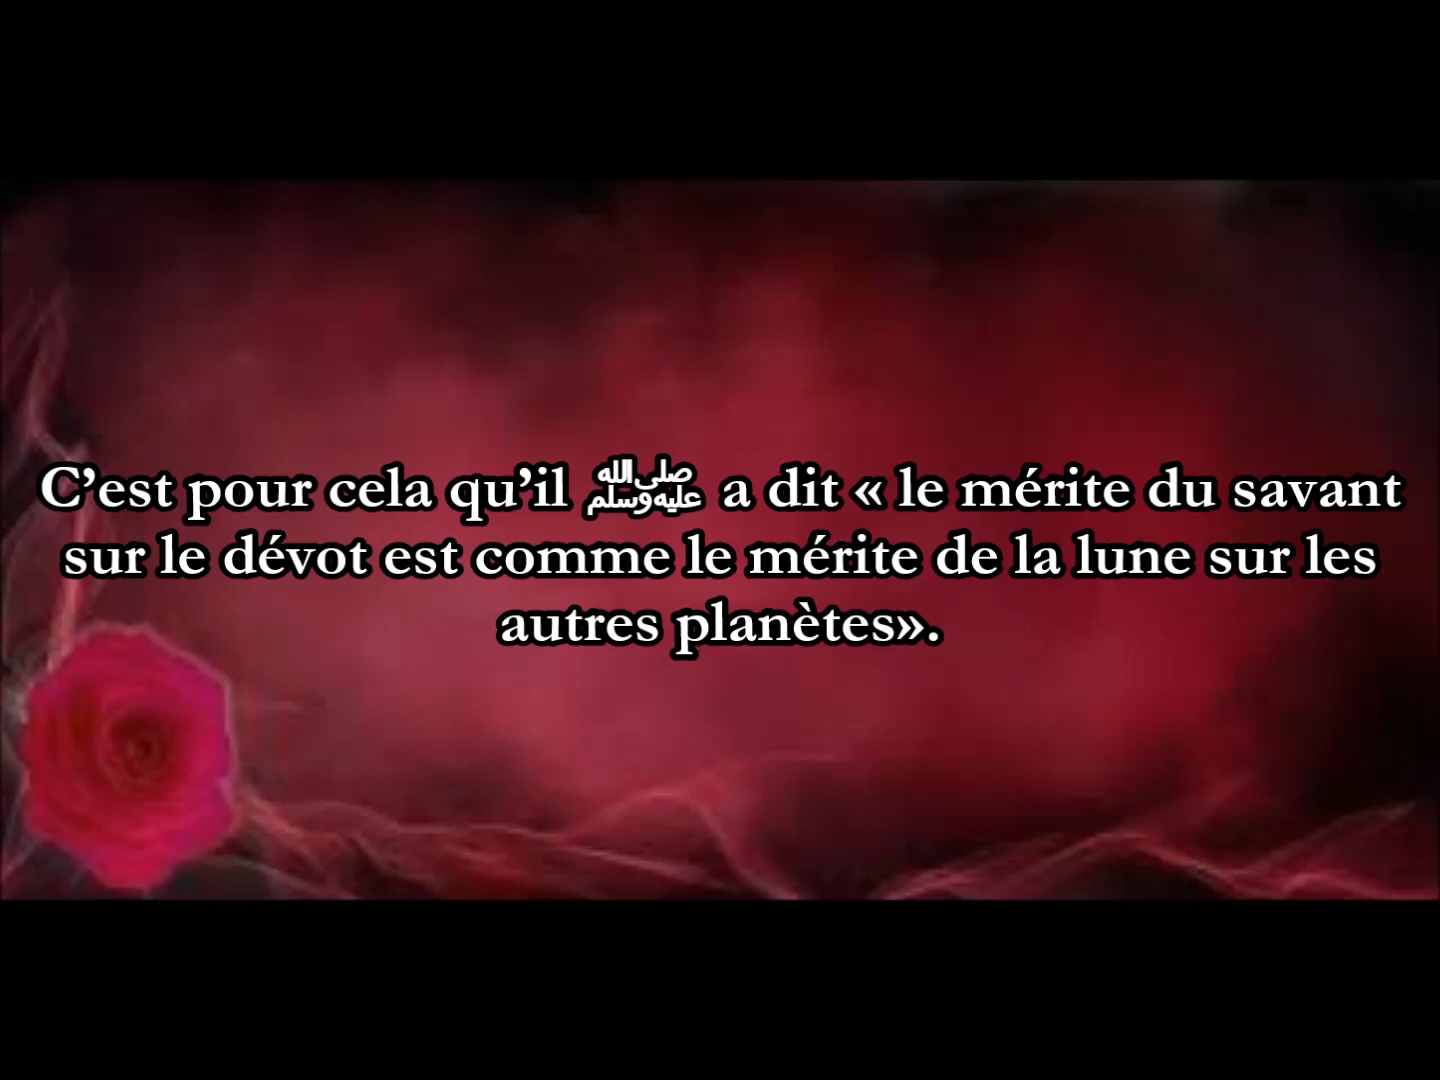 C’est pour cela qu’il ﷺ a dit « le mérite du savant
sur le dévot est comme le mérite de la lune sur les
autres planètes».